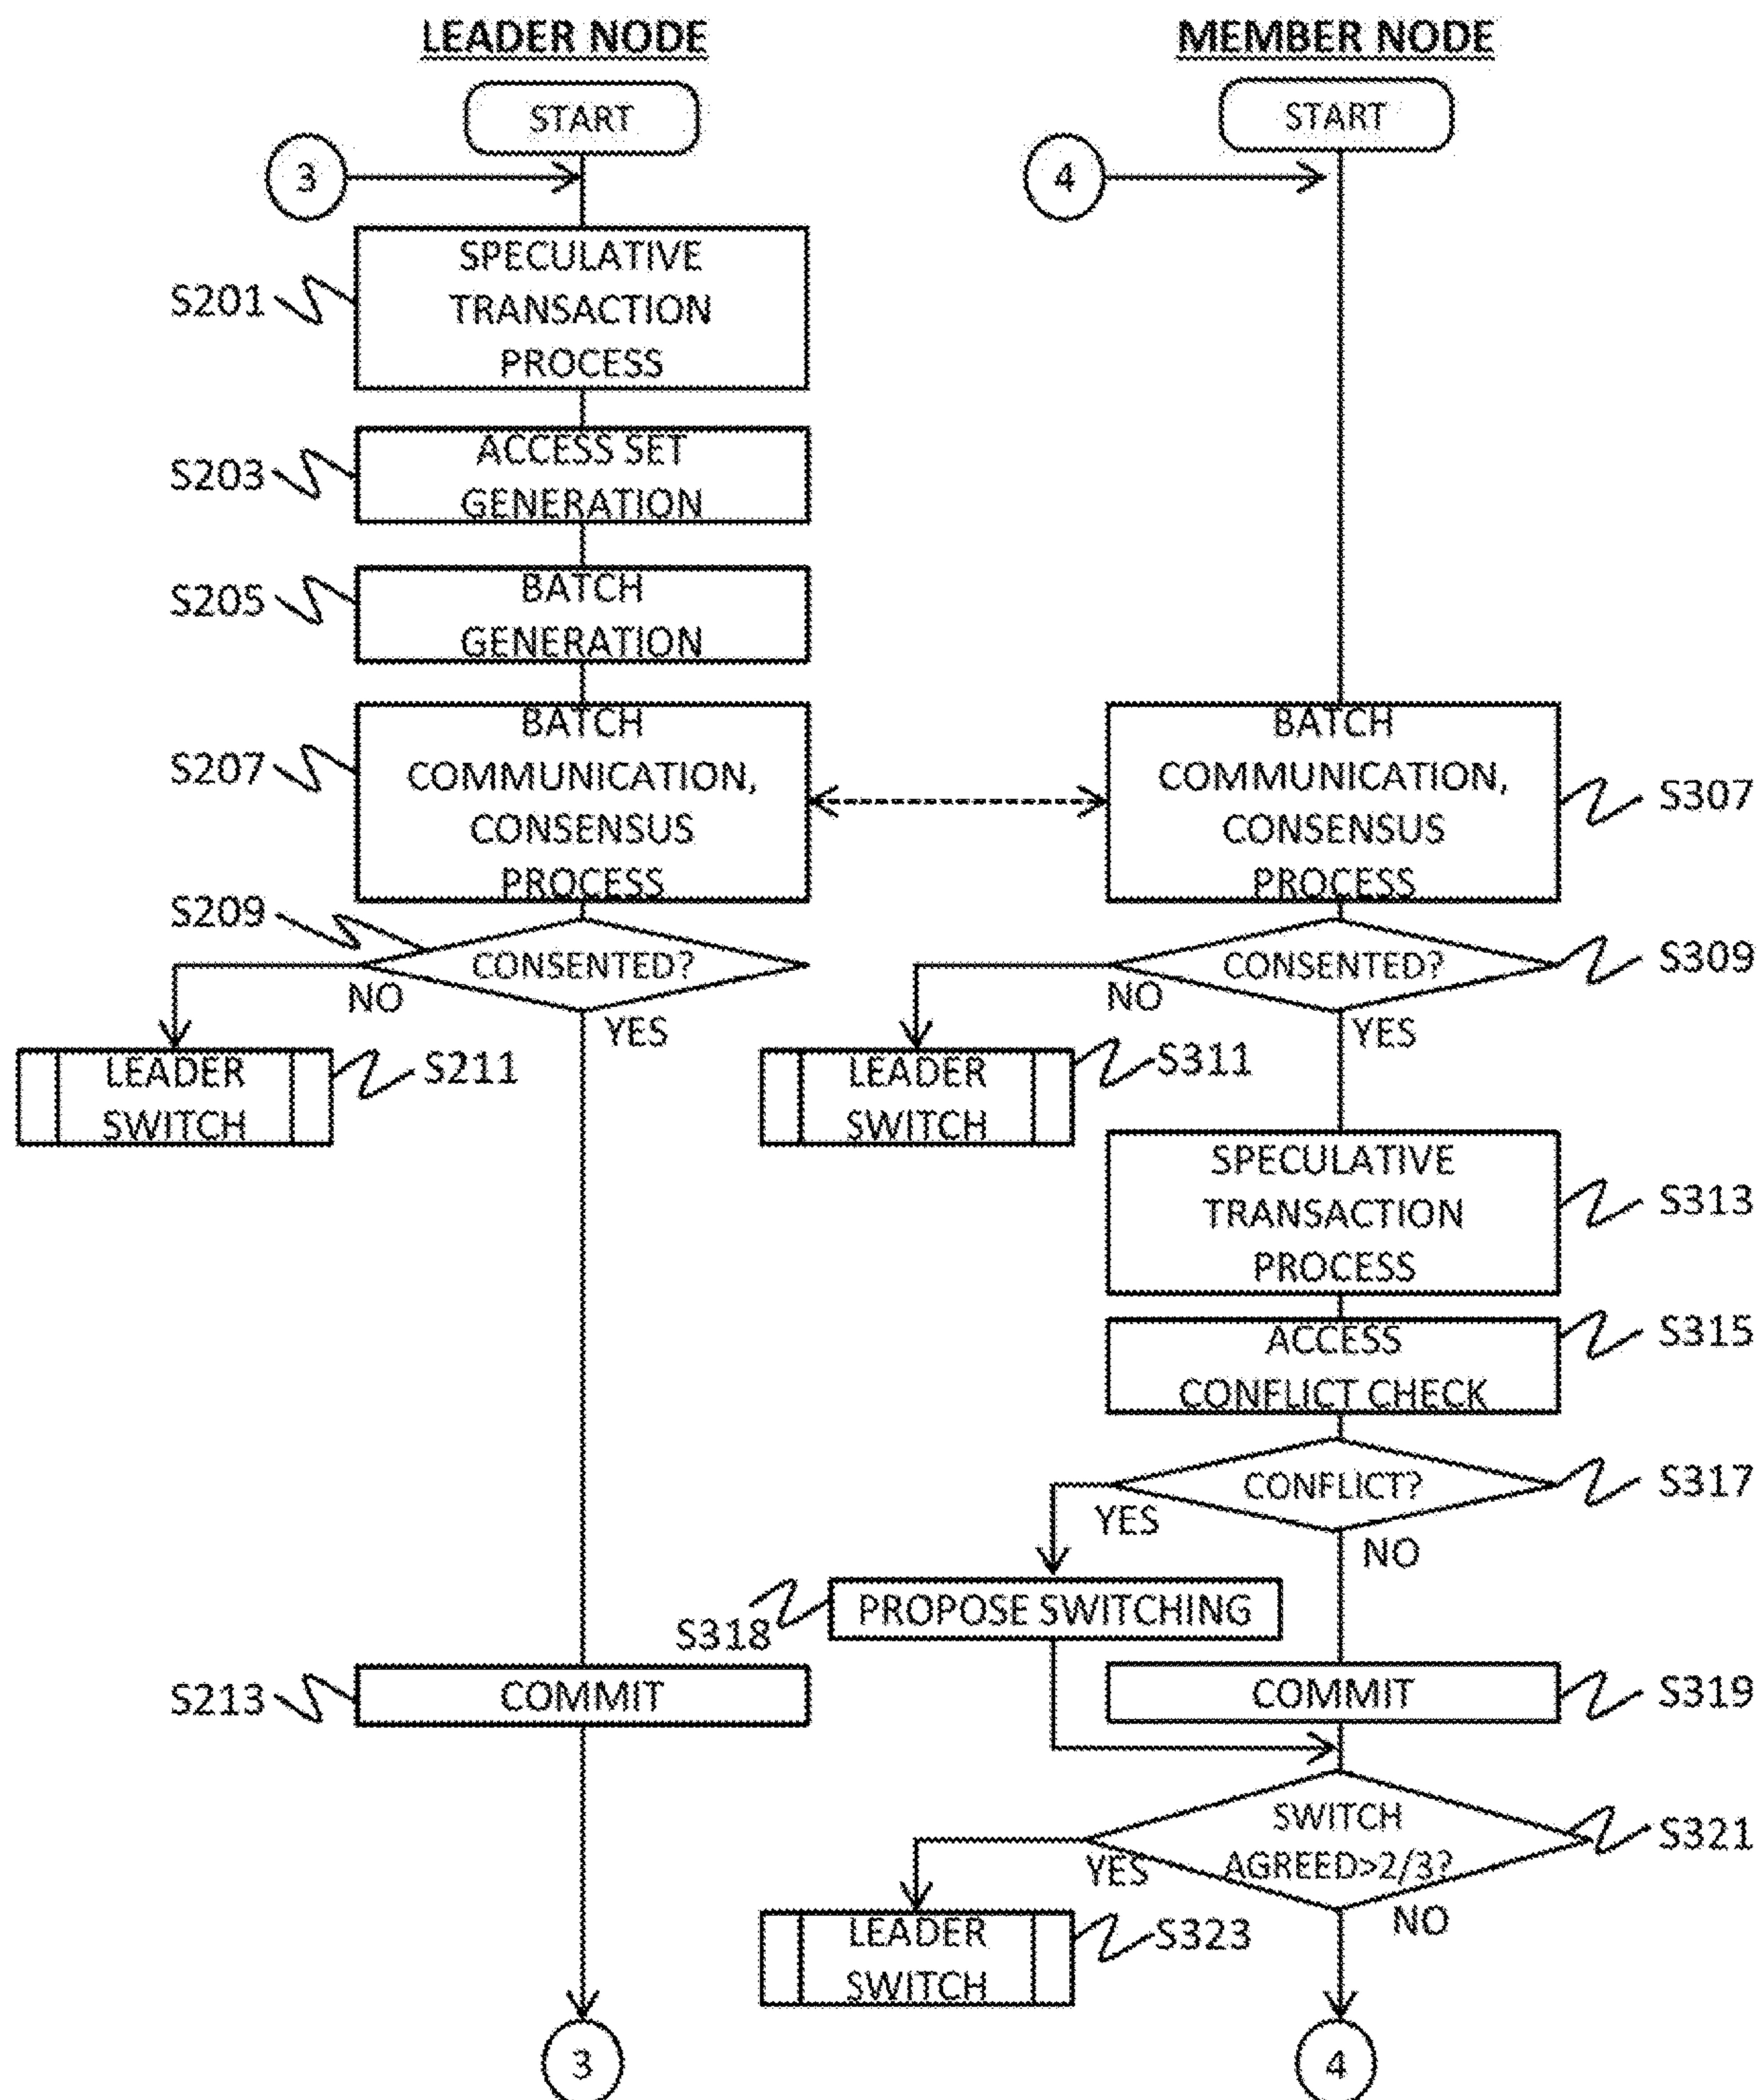 LEADER NODE
START
3
S201
SPECULATIVE
TRANSACTION
PROCESS
S203
ACCESS SET
GENERATION
S205
BATCH
GENERATION
S207
BATCH
COMMUNICATION,
CONSENSUS
PROCESS
S209
CONSENTED?
NO
YES
LEADER
SWITCH
S211
S213
COMMIT
3
MEMBER NODE
START
4
BATCH
COMMUNICATION,
CONSENSUS
PROCESS
S307
CONSENTED?
S309
NO
YES
LEADER
SWITCH
S311
SPECULATIVE
TRANSACTION
PROCESS
S313
ACCESS
CONFLICT CHECK
S315
CONFLICT?
S317
YES
NO
S318
PROPOSE SWITCHING
COMMIT
S319
SWITCH
AGREED>2/3?
S321
YES
NO
LEADER
SWITCH
S323
4